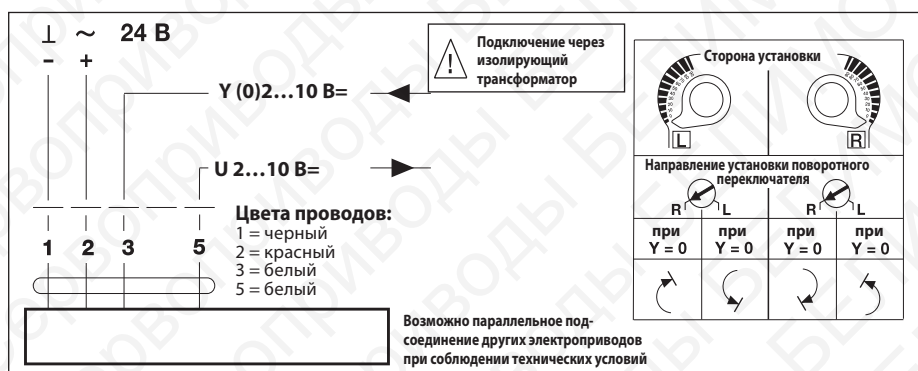 ⊥ ~ 24 В
- +
Y (0)2...10 В=
U 2...10 В=
Подключение через
изолирующий
трансформатор
1 2 3 5
Цвета проводов:
1 = черный
2 = красный
3 = белый
5 = белый
Возможно параллельное под-
соединение других электроприводов
при соблюдении технических условий
Сторона установки
L R
Направление установки поворотного
переключателя
R L R L
при при при при
Y = 0 Y = 0 Y = 0 Y = 0